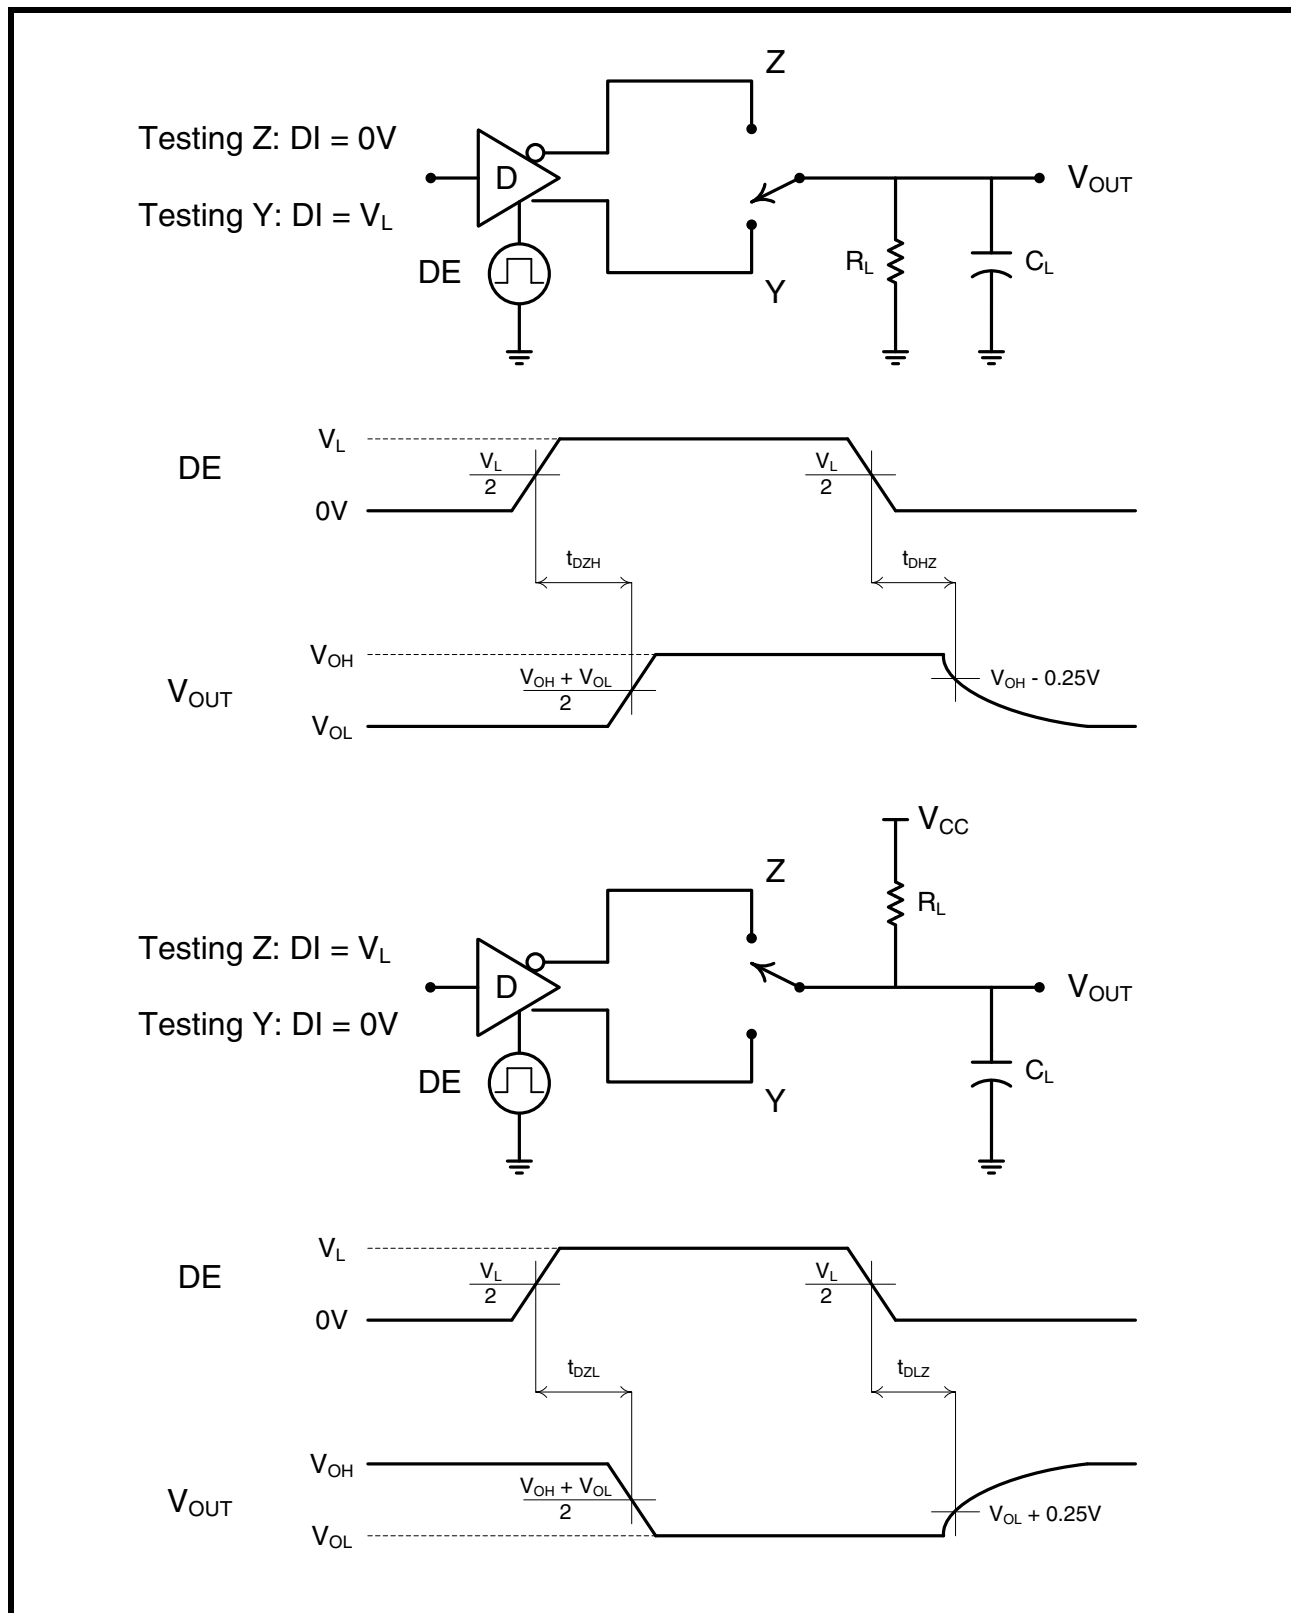 Z
Testing Z: DI = 0V
D
V_OUT
Testing Y: DI = V_L
DE
R_L
C_L
Y
V_L
DE
V_L
2
V_L
2
0V
t_DZH
t_DHZ
V_OH
V_OH + V_OL
2
V_OH - 0.25V
V_OUT
V_OL
V_CC
Z
R_L
Testing Z: DI = V_L
D
V_OUT
Testing Y: DI = 0V
DE
C_L
Y
V_L
DE
V_L
2
V_L
2
0V
t_DZL
t_DLZ
V_OH
V_OH + V_OL
2
V_OUT
V_OL + 0.25V
V_OL